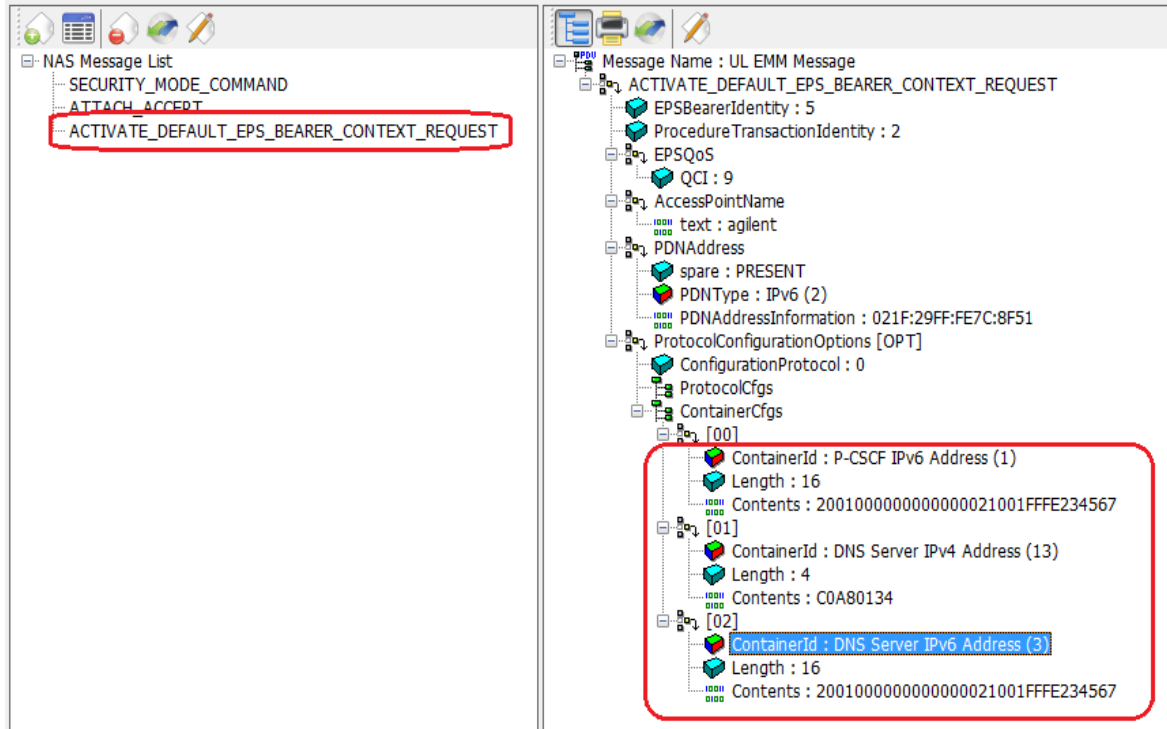 NAS Message List
SECURITY_MODE_COMMAND
ATTACH_ACCEPT
ACTIVATE_DEFAULT_EPS_BEARER_CONTEXT_REQUEST
PDU
Message Name : UL EMM Message
ACTIVATE_DEFAULT_EPS_BEARER_CONTEXT_REQUEST
EPSBearerIdentity : 5
ProcedureTransactionIdentity : 2
EPSQoS
QCI : 9
AccessPointName
text : agilent
PDNAddress
spare : PRESENT
PDNType : IPv6 (2)
PDNAddressInformation : 021F:29FF:FE7C:8F51
ProtocolConfigurationOptions [OPT]
ConfigurationProtocol : 0
ProtocolCfgs
ContainerCfgs
[00]
ContainerId : P-CSCF IPv6 Address (1)
Length : 16
Contents : 20010000000000000021001FFFE234567
[01]
ContainerId : DNS Server IPv4 Address (13)
Length : 4
Contents : C0A80134
[02]
ContainerId : DNS Server IPv6 Address (3)
Length : 16
Contents : 20010000000000000021001FFFE234567